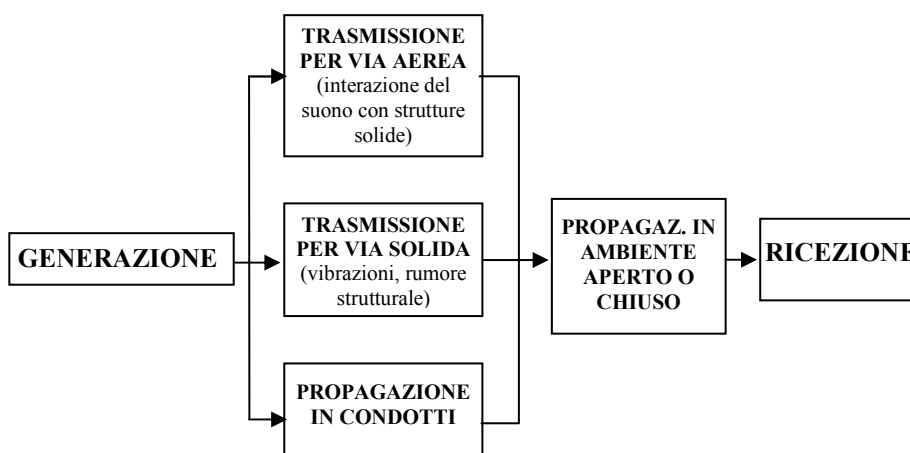 TRASMISSIONE
PER VIA AEREA
(interazione del
suono con strutture
solide)
GENERAZIONE
TRASMISSIONE
PER VIA SOLIDA
(vibrazioni, rumore
strutturale)
PROPAGAZIONE
IN CONDOTTI
PROPAGAZ. IN
AMBIENTE
APERTO O
CHIUSO
RICEZIONE